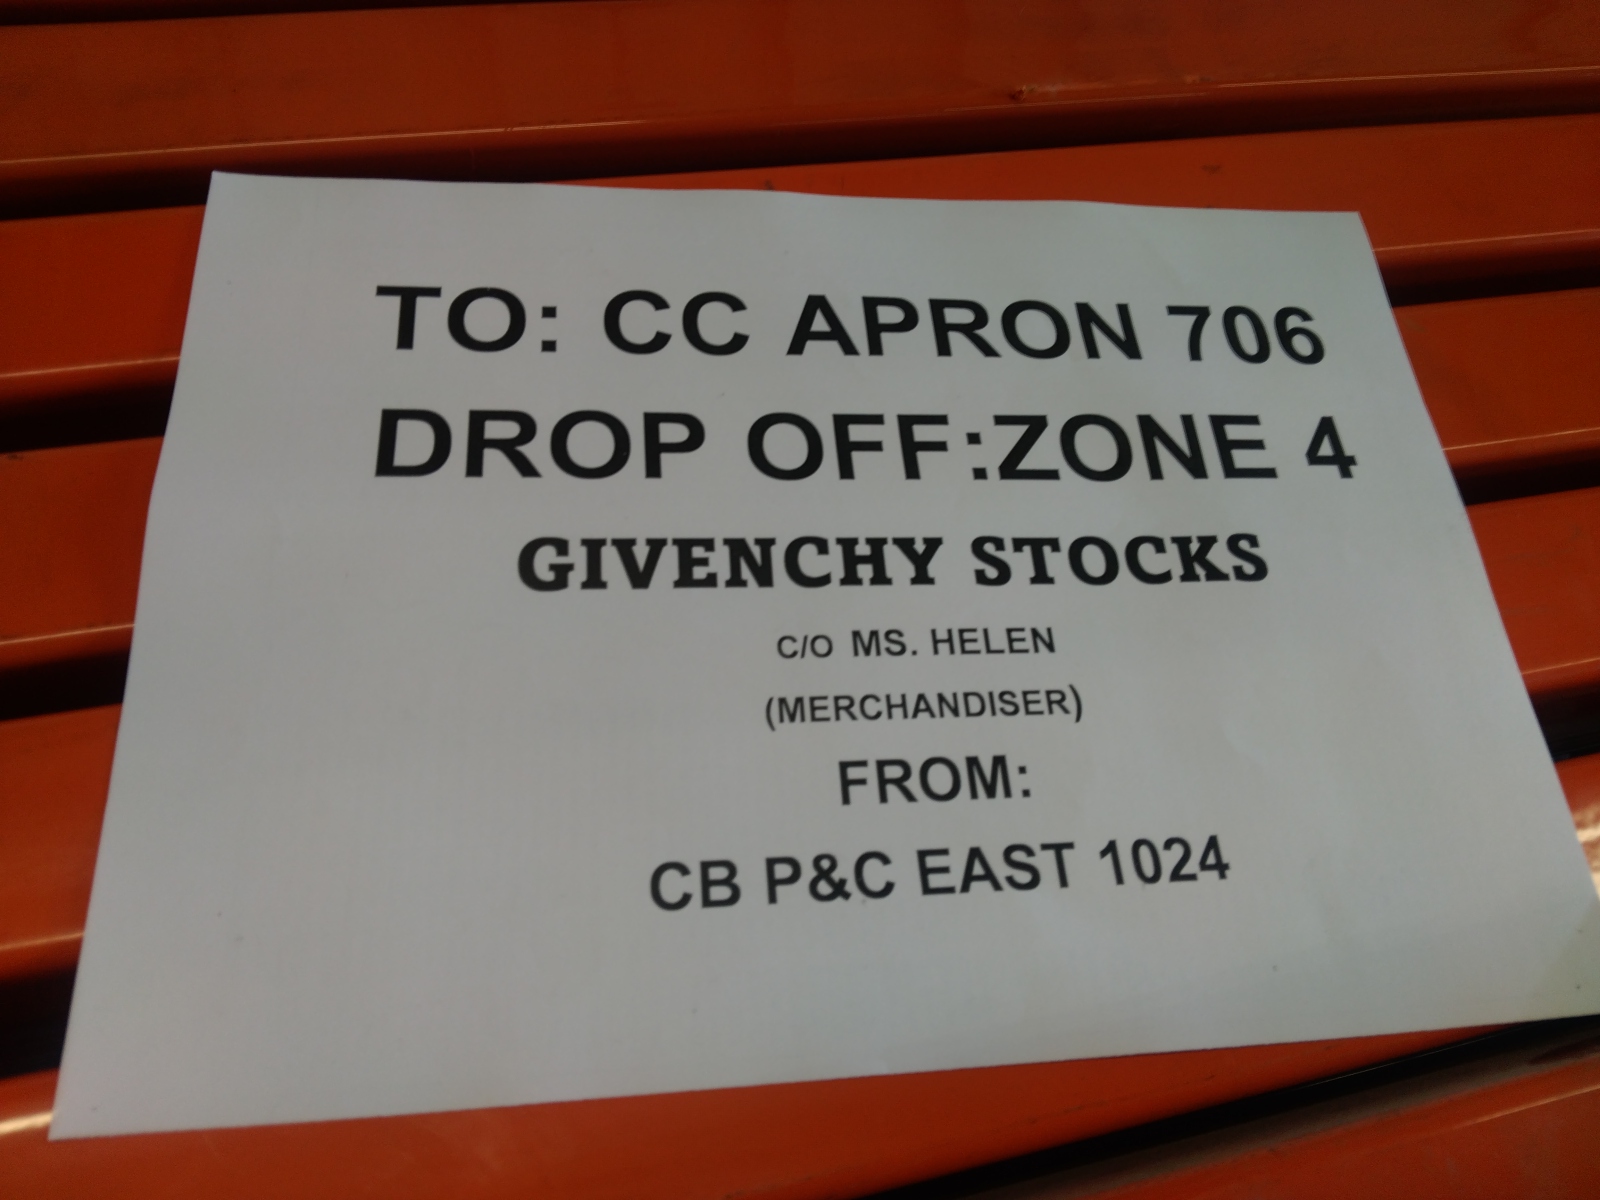 TO: CC APRON 706
DROP OFF:ZONE 4
GIVENCHY STOCKS
C/O MS. HELEN
(MERCHANDISER)
FROM:
CB P&C EAST 1024